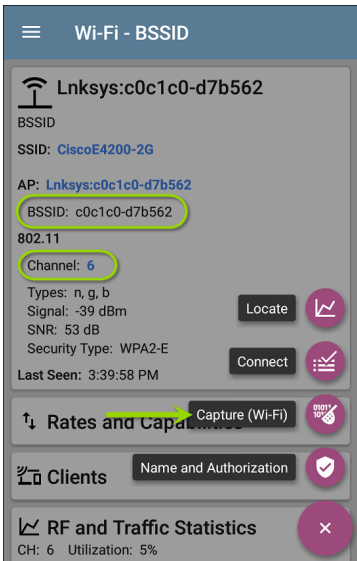 Wi-Fi - BSSID
Lnksys:c0c1c0-d7b562
BSSID
SSID: CiscoE4200-2G
AP: Lnksys:c0c1c0-d7b562
BSSID: c0c1c0-d7b562
802.11
Channel: 6
Types: n, g, b
Signal: -39 dBm
Locate
SNR: 53 dB
Security Type: WPA2-E
Connect
Last Seen: 3:39:58 PM
Capture (Wi-Fi)
01011
10
Rates and Capabilities
Name and Authorization
Clients
RF and Traffic Statistics
CH: 6 Utilization: 5%